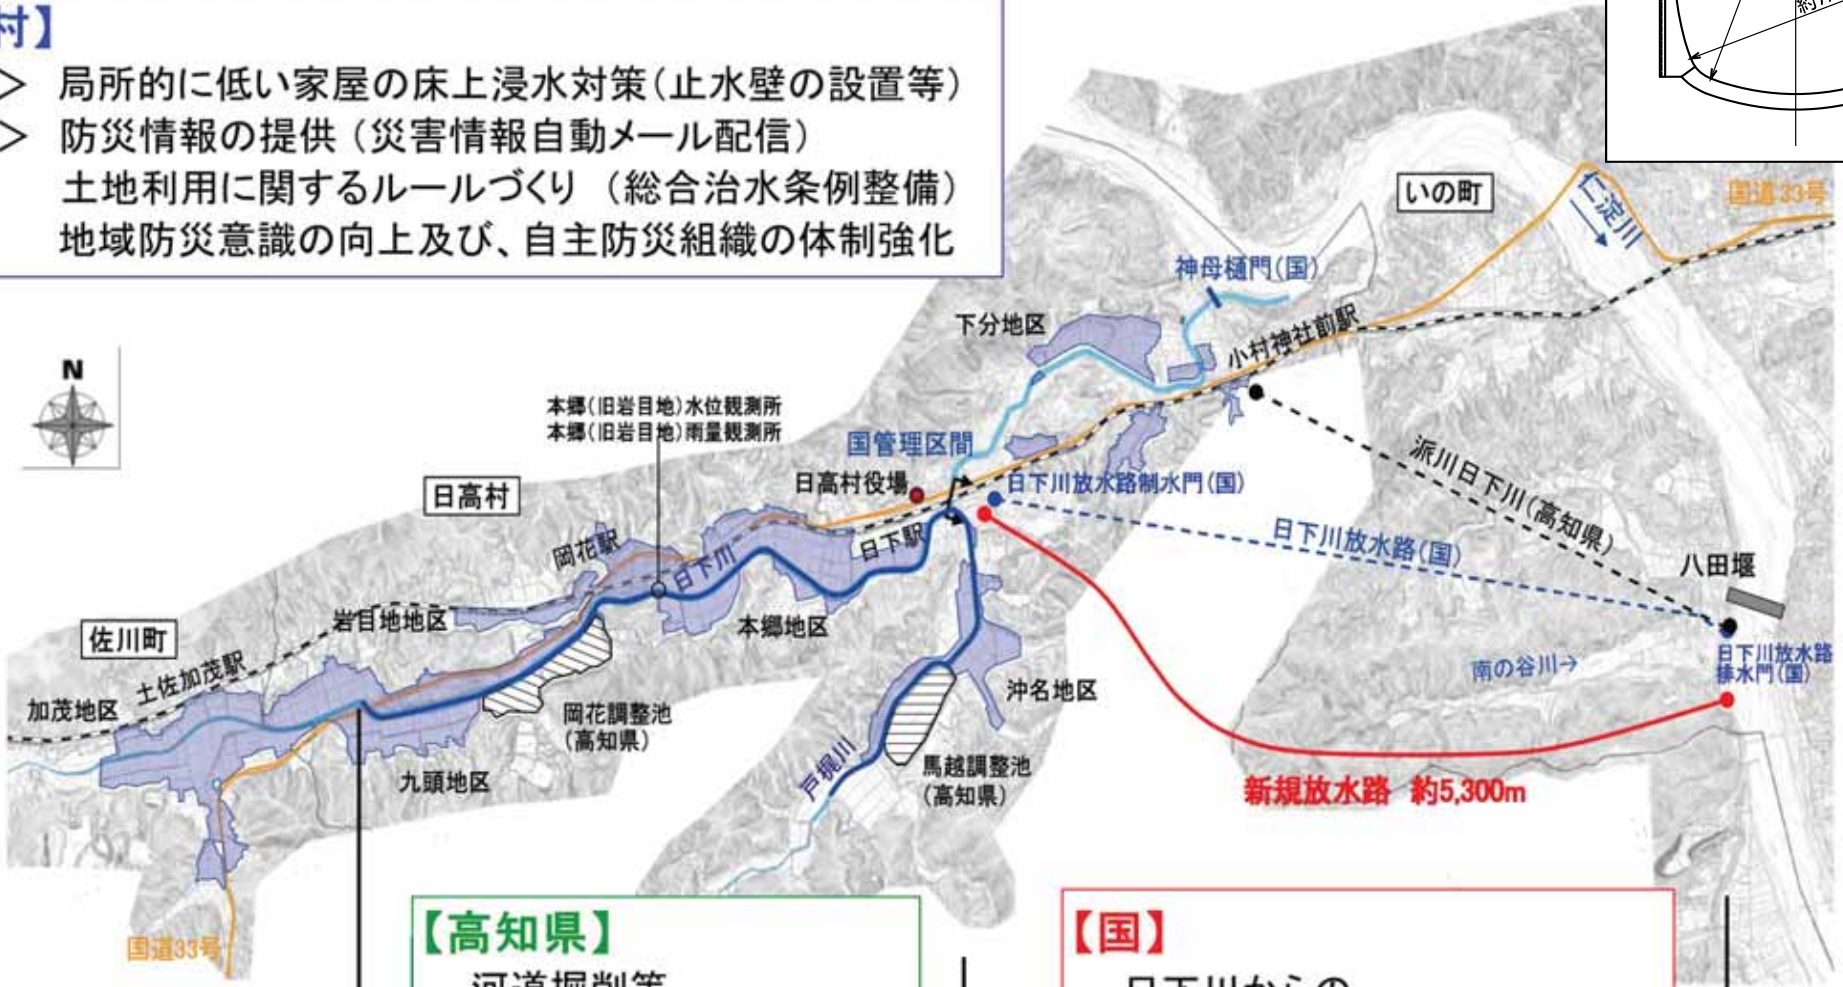 村】
局所的に低い家屋の床上浸水対策（止水壁の設置等）
防災情報の提供（災害情報自動メール配信）
土地利用に関するルールづくり （総合治水条例整備）
地域防災意識の向上及び、自主防災組織の体制強化
いの町
国道33号
仁淀川
神母樋門（国）
下分地区
小村神社前駅
N
本郷（旧岩目地）水位観測所
本郷（旧岩目地）雨量観測所
国管理区間
日高村役場
日下川放水路制水門（国）
派川日下川（高知県）
日高村
岡花駅
日下川
日下駅
日下川放水路（国）
八田堰
岩目地地区
本郷地区
佐川町
土佐加茂駅
加茂地区
南の谷川→
日下川放水路
排水門（国）
沖名地区
岡花調整池
（高知県）
九頭地区
戸梶川
馬越調整池
（高知県）
新規放水路 約5,300m
国道33号
【高知県】
河道掘削等
【国】
日下川からの